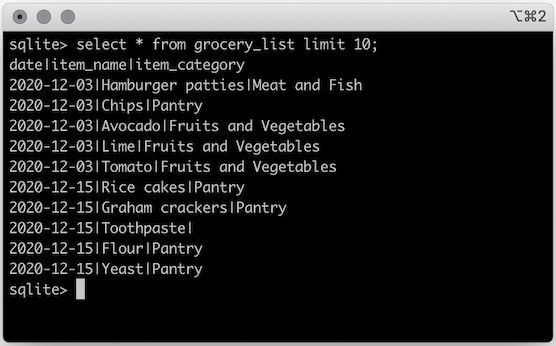 ⌥⌘2
sqlite> select * from grocery_list limit 10;
date|item_name|item_category
2020-12-03|Hamburger patties|Meat and Fish
2020-12-03|Chips|Pantry
2020-12-03|Avocado|Fruits and Vegetables
2020-12-03|Lime|Fruits and Vegetables
2020-12-03|Tomato|Fruits and Vegetables
2020-12-15|Rice cakes|Pantry
2020-12-15|Graham crackers|Pantry
2020-12-15|Toothpaste|
2020-12-15|Flour|Pantry
2020-12-15|Yeast|Pantry
sqlite>